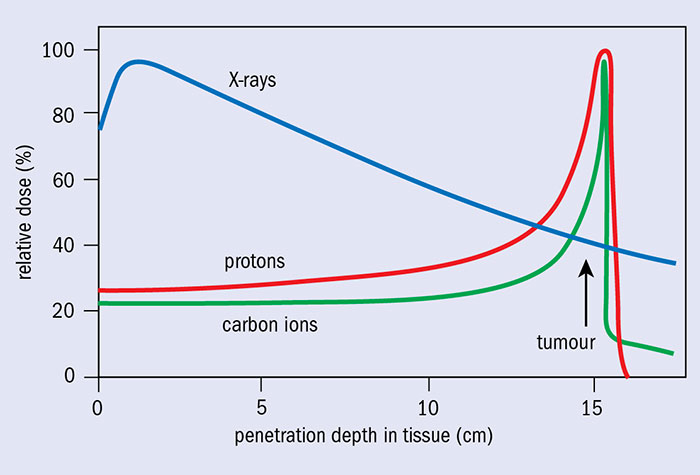 relative dose (%)
100
80
60
40
20
0
X-rays
protons
carbon ions
tumour
0 5 10 15
penetration depth in tissue (cm)